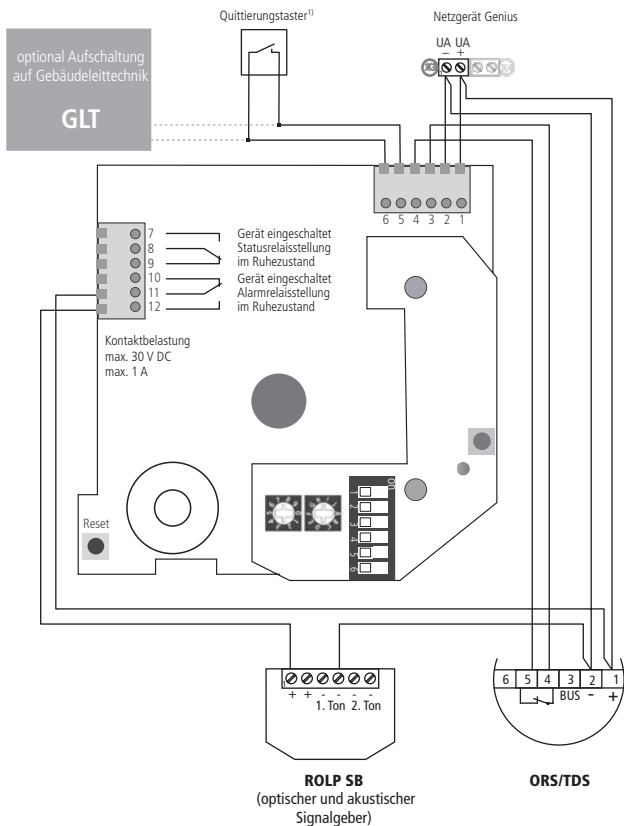 Quittierungstaster1)
Netzgerät Genius
optional Aufschaltung
auf Gebäudeleittechnik
GLT
UA UA
− +
X3
6 5 4 3 2 1
7
8
9
10
11
12
Gerät eingeschaltet
Statusrelaisstellung
im Ruhezustand
Gerät eingeschaltet
Alarmrelaisstellung
im Ruhezustand
Kontaktbelastung
max. 30 V DC
max. 1 A
Reset
1
2
3
4
5
6
+ + - - - -
1. Ton 2. Ton
6 5 4 3 2 1
BUS - +
ROLP SB
(optischer und akustischer
Signalgeber)
ORS/TDS